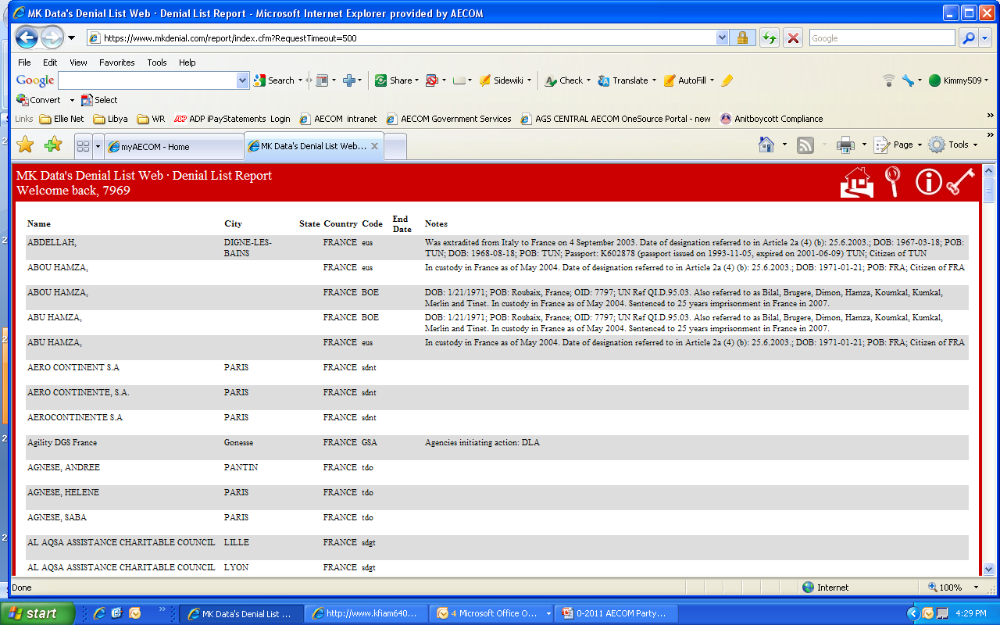 MK Data's Denial List Web · Denial List Report - Microsoft Internet Explorer provided by AECOM
https://www.mkdenial.com/report/index.cfm?RequestTimeout=500
Google
File Edit View Favorites Tools Help
Google Search Share Sidewiki Check Translate AutoFill Kimmy509
Convert Select
Links Ellie Net Libya WR ADP ADP iPayStatements Login AECOM intranet AECOM Government Services AGS CENTRAL AECOM OneSource Portal - new Anitboycott Compliance »
myAECOM - Home MK Data's Denial List Web... Page Tools »
MK Data's Denial List Web · Denial List Report
Welcome back, 7969
Name City State Country Code End Date Notes
ABDELLAH, DIGNE-LES-BAINS FRANCE eus Was extradited from Italy to France on 4 September 2003. Date of designation referred to in Article 2a (4) (b): 25.6.2003.; DOB: 1967-03-18; POB:
TUN; DOB: 1968-08-18; POB: TUN; Passport: K602878 (passport issued on 1993-11-05, expired on 2001-06-09) TUN; Citizen of TUN
ABOU HAMZA, FRANCE eus In custody in France as of May 2004. Date of designation referred to in Article 2a (4) (b): 25.6.2003.; DOB: 1971-01-21; POB: FRA; Citizen of FRA
ABOU HAMZA, FRANCE BOE DOB: 1/21/1971; POB: Roubaix, France; OID: 7797; UN Ref QI.D.95.03. Also referred to as Bilal, Brugere, Dimon, Hamza, Koumkal, Kumkal,
Merlin and Tinet. In custody in France as of May 2004. Sentenced to 25 years imprisonment in France in 2007.
ABU HAMZA, FRANCE BOE DOB: 1/21/1971; POB: Roubaix, France; OID: 7797; UN Ref QI.D.95.03. Also referred to as Bilal, Brugere, Dimon, Hamza, Koumkal, Kumkal,
Merlin and Tinet. In custody in France as of May 2004. Sentenced to 25 years imprisonment in France in 2007.
ABU HAMZA, FRANCE eus In custody in France as of May 2004. Date of designation referred to in Article 2a (4) (b): 25.6.2003.; DOB: 1971-01-21; POB: FRA; Citizen of FRA
AERO CONTINENT S.A PARIS FRANCE sdnt
AERO CONTINENTE, S.A. PARIS FRANCE sdnt
AEROCONTINENTE S.A PARIS FRANCE sdnt
Agility DGS France Gonesse FRANCE GSA Agencies initiating action: DLA
AGNESE, ANDREE PANTIN FRANCE tdo
AGNESE, HELENE PARIS FRANCE tdo
AGNESE, SABA PARIS FRANCE tdo
AL AQSA ASSISTANCE CHARITABLE COUNCIL LILLE FRANCE sdgt
AL AQSA ASSISTANCE CHARITABLE COUNCIL LYON FRANCE sdgt
Done Internet 100%
start » MK Data's Denial List ... http://www.kfiam640... 4 Microsoft Office O... 0-2011 AECOM Party... 4:29 PM